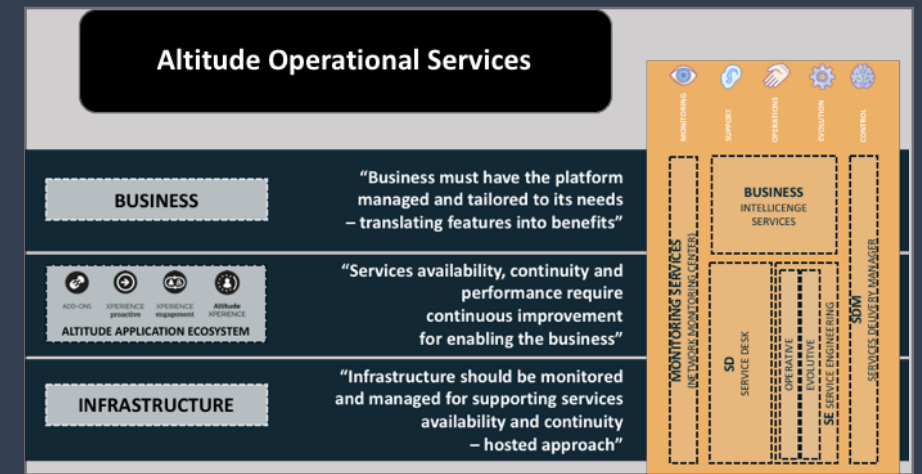 Altitude Operational Services
MONITORING
SUPPORT
OPERATIONS
EVOLUTION
CONTROL
BUSINESS
“Business must have the platform
managed and tailored to its needs
– translating features into benefits”
ADD-ONS
XPERIENCE
proactive
XPERIENCE
engagement
Altitude
XPERIENCE
ALTITUDE APPLICATION ECOSYSTEM
“Services availability, continuity and
performance require
continuous improvement
for enabling the business”
INFRASTRUCTURE
“Infrastructure should be monitored
and managed for supporting services
availability and continuity
– hosted approach”
MONITORING SERVICES
(NETWORK MONITORING CENTER)
BUSINESS
INTELLICENGE
SERVICES
SD
SERVICE DESK
OPERATIVE
EVOLUTIVE
SE SERVICE ENGINEERING
SDM
SERVICES DELIVERY MANAGER